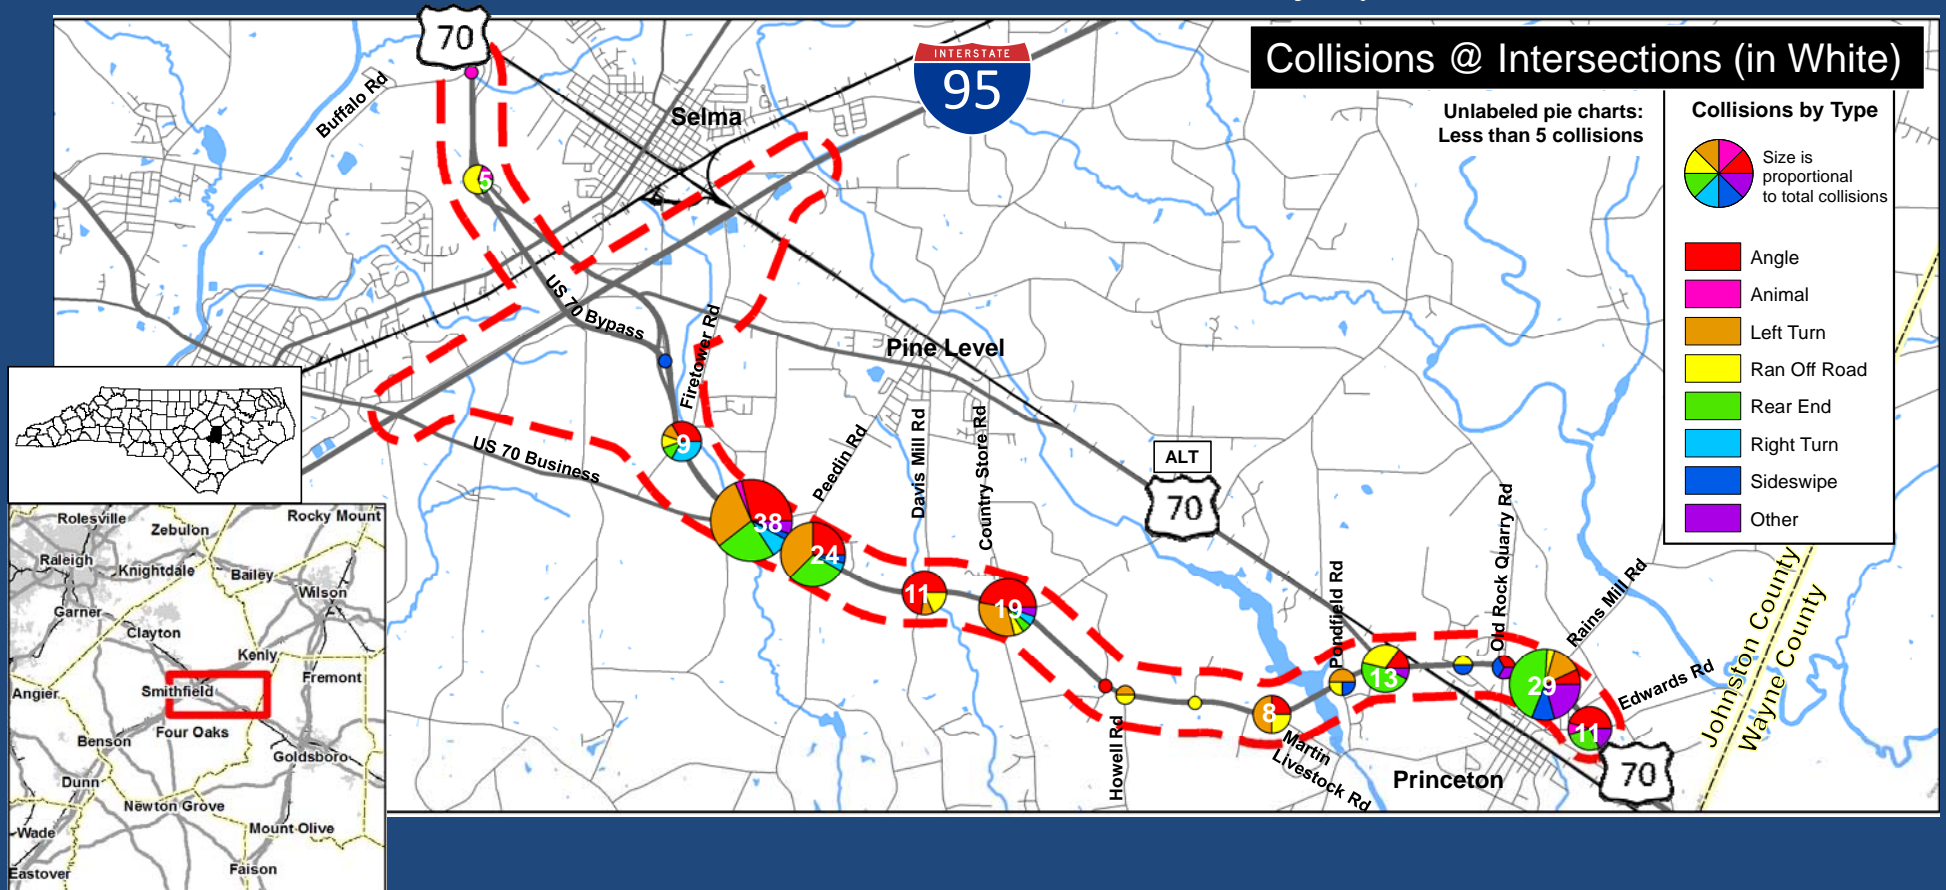 70
INTERSTATE
95
Collisions @ Intersections (in White)
Unlabeled pie charts:
Less than 5 collisions
Collisions by Type
Size is
proportional
to total collisions
Angle
Animal
Left Turn
Ran Off Road
Rear End
Right Turn
Sideswipe
Other
Buffalo Rd
Selma
5
US 70 Bypass
Firetower Rd
Pine Level
9
US 70 Business
38
Peedin Rd
24
Davis Mill Rd
11
Country Store Rd
19
ALT
70
Howell Rd
8
Martin
Livestock Rd
Pondfield Rd
13
Old Rock Quarry Rd
29
Rains Mill Rd
Edwards Rd
11
70
Princeton
Johnston County
Wayne County
Rolesville
Zebulon
Rocky Mount
Raleigh
Knightdale
Bailey
Wilson
Garner
Clayton
Kenly
Fremont
Angier
Smithfield
Four Oaks
Benson
Goldsboro
Dunn
Newton Grove
Wade
Mount Olive
Eastover
Faison